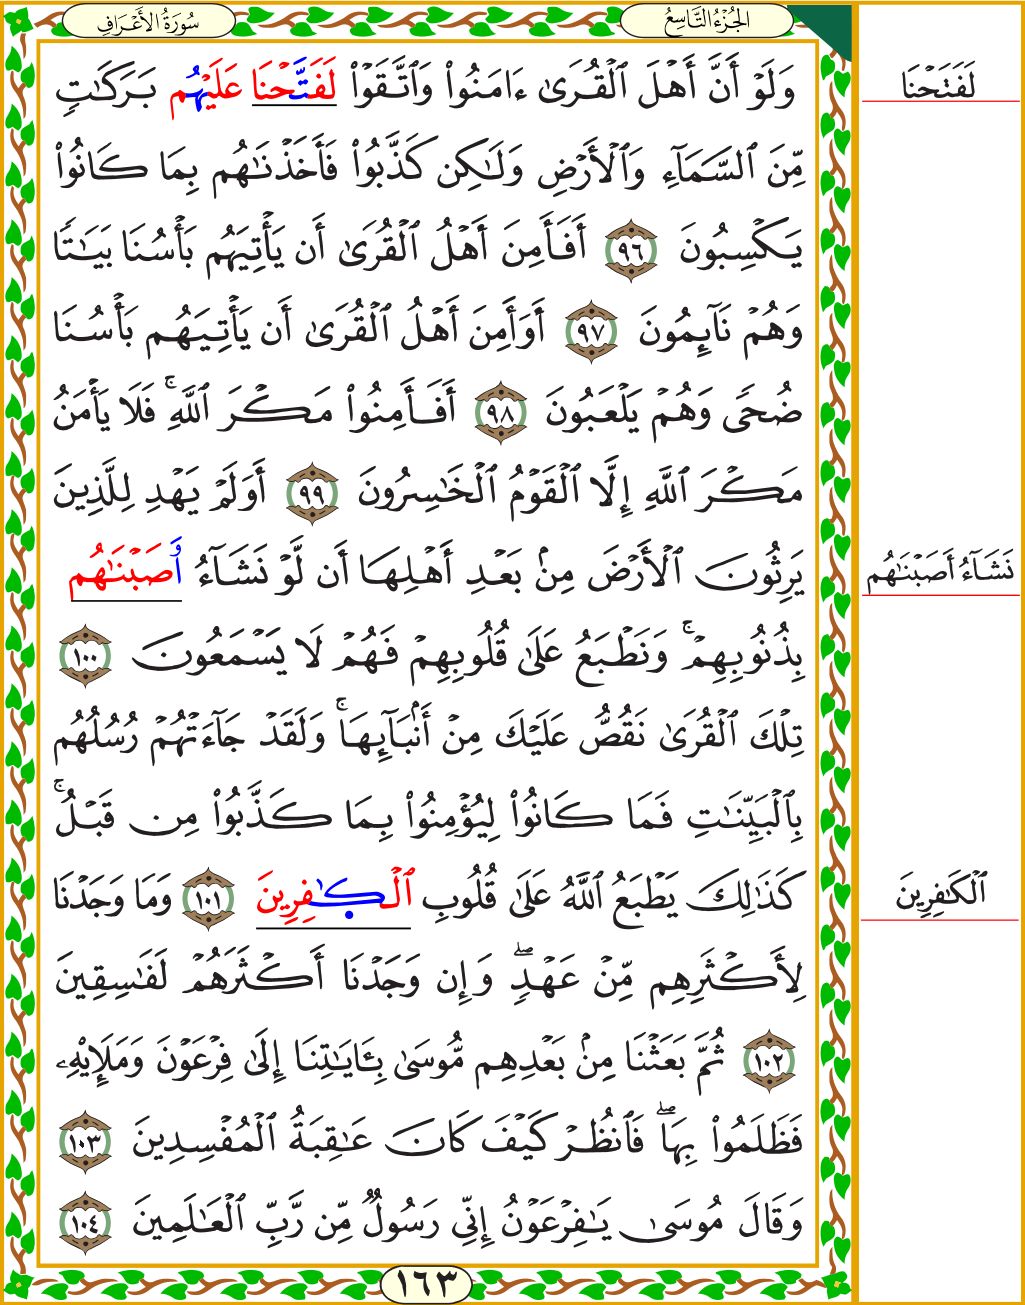 سُورَةُ الأَعْرَافِ
الجُزْءُ التَّاسِعُ
وَلَوْ أَنَّ أَهْلَ ٱلْقُرَىٰ ءَامَنُوا۟ وَٱتَّقَوْا۟ لَفَتَّحْنَا عَلَيْهُم بَرَكَٰتٍ
مِّنَ ٱلسَّمَآءِ وَٱلْأَرْضِ وَلَٰكِن كَذَّبُوا۟ فَأَخَذْنَٰهُم بِمَا كَانُوا۟
يَكْسِبُونَ ٩٦ أَفَأَمِنَ أَهْلُ ٱلْقُرَىٰ أَن يَأْتِيَهُم بَأْسُنَا بَيَٰتًا
وَهُمْ نَآئِمُونَ ٩٧ أَوَأَمِنَ أَهْلُ ٱلْقُرَىٰ أَن يَأْتِيَهُم بَأْسُنَا
ضُحًى وَهُمْ يَلْعَبُونَ ٩٨ أَفَأَمِنُوا۟ مَكْرَ ٱللَّهِ ۚ فَلَا يَأْمَنُ
مَكْرَ ٱللَّهِ إِلَّا ٱلْقَوْمُ ٱلْخَٰسِرُونَ ٩٩ أَوَلَمْ يَهْدِ لِلَّذِينَ
يَرِثُونَ ٱلْأَرْضَ مِنۢ بَعْدِ أَهْلِهَا أَن لَّوْ نَشَآءُ وَصَبْنَٰهُم
بِذُنُوبِهِمْ ۚ وَنَطْبَعُ عَلَىٰ قُلُوبِهِمْ فَهُمْ لَا يَسْمَعُونَ ١٠٠
تِلْكَ ٱلْقُرَىٰ نَقُصُّ عَلَيْكَ مِنْ أَنۢبَآئِهَا ۚ وَلَقَدْ جَآءَتْهُمْ رُسُلُهُم
بِٱلْبَيِّنَٰتِ فَمَا كَانُوا۟ لِيُؤْمِنُوا۟ بِمَا كَذَّبُوا۟ مِن قَبْلُ ۚ
كَذَٰلِكَ يَطْبَعُ ٱللَّهُ عَلَىٰ قُلُوبِ ٱلْكَٰفِرِينَ ١٠١ وَمَا وَجَدْنَا
لِأَكْثَرِهِم مِّنْ عَهْدٍ ۖ وَإِن وَجَدْنَا أَكْثَرَهُمْ لَفَٰسِقِينَ
١٠٢ ثُمَّ بَعَثْنَا مِنۢ بَعْدِهِم مُّوسَىٰ بِـَٔايَٰتِنَا إِلَىٰ فِرْعَوْنَ وَمَلَإِي۟هِۦ
فَظَلَمُوا۟ بِهَا ۖ فَٱنظُرْ كَيْفَ كَانَ عَٰقِبَةُ ٱلْمُفْسِدِينَ ١٠٣
وَقَالَ مُوسَىٰ يَٰفِرْعَوْنُ إِنِّي رَسُولٌ مِّن رَّبِّ ٱلْعَٰلَمِينَ ١٠٤
١٦٣
لَفَتَحْنَا
نَشَآءُ أَصَبْنَٰهُم
ٱلْكَٰفِرِينَ